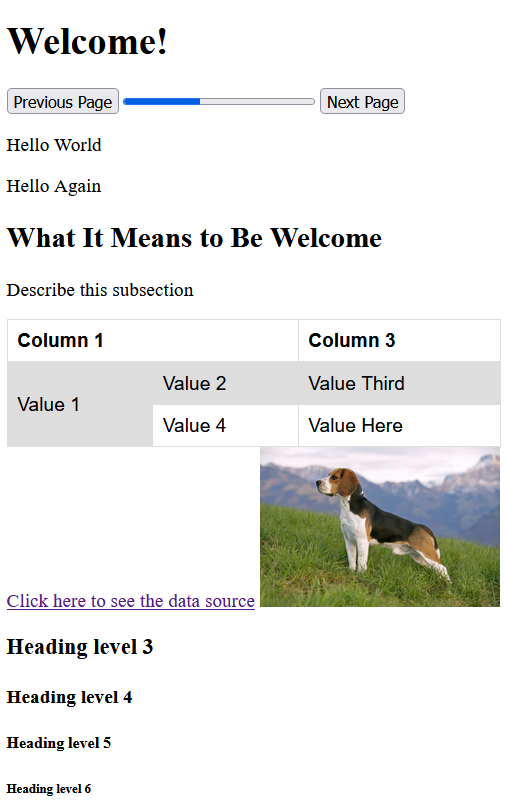 Welcome!
Previous Page Next Page
Hello World
Hello Again
What It Means to Be Welcome
Describe this subsection
Column 1 Column 3
Value 1 Value 2 Value Third
Value 4 Value Here
Click here to see the data source
Heading level 3
Heading level 4
Heading level 5
Heading level 6